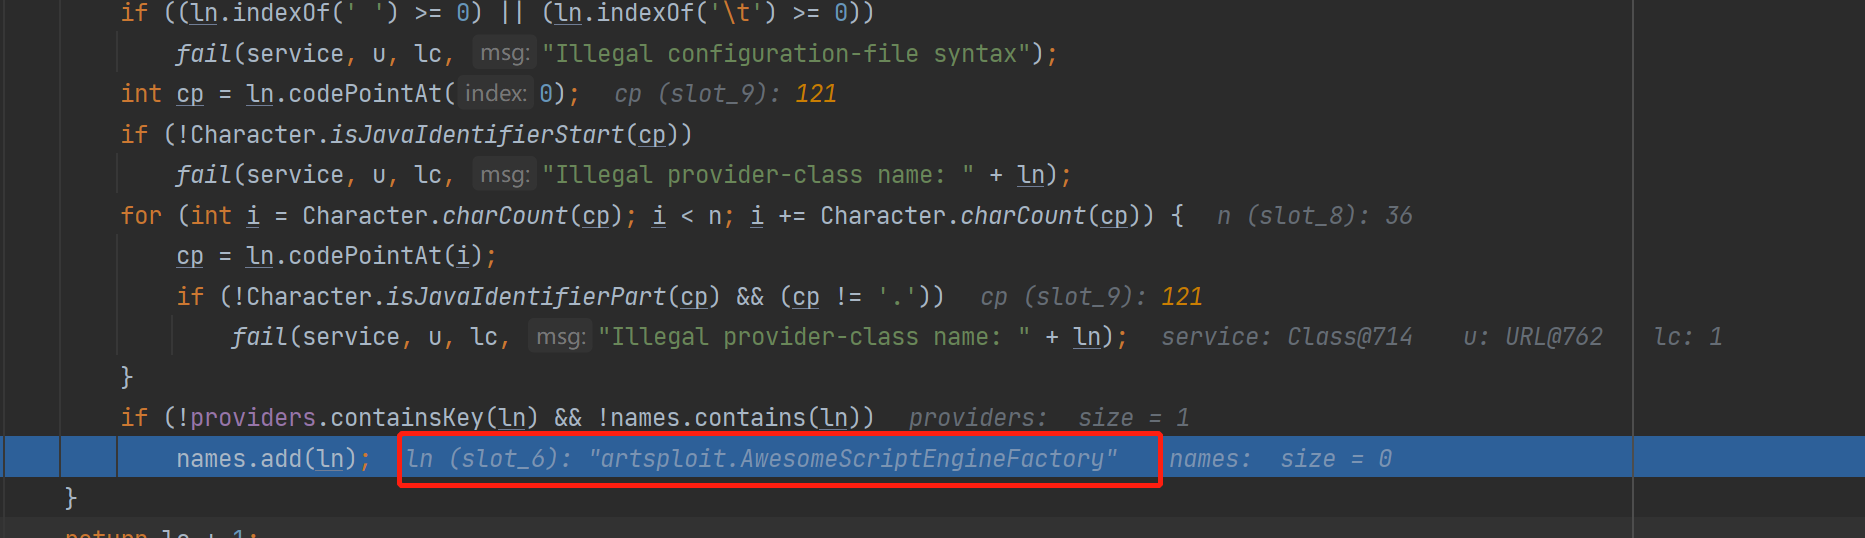 if ((ln.indexOf(' ') >= 0) || (ln.indexOf('\t') >= 0))
fail(service, u, lc, msg: "Illegal configuration-file syntax");
int cp = ln.codePointAt( index: 0); cp (slot_9): 121
if (!Character.isJavaIdentifierStart(cp))
fail(service, u, lc, msg: "Illegal provider-class name: " + ln);
for (int i = Character.charCount(cp); i < n; i += Character.charCount(cp)) { n (slot_8): 36
cp = ln.codePointAt(i);
if (!Character.isJavaIdentifierPart(cp) && (cp != '.')) cp (slot_9): 121
fail(service, u, lc, msg: "Illegal provider-class name: " + ln); service: Class@714 u: URL@762 lc: 1
}
if (!providers.containsKey(ln) && !names.contains(ln)) providers: size = 1
names.add(ln); ln (slot_6): "artsploit.AwesomeScriptEngineFactory" names: size = 0
}
return lc + 1;